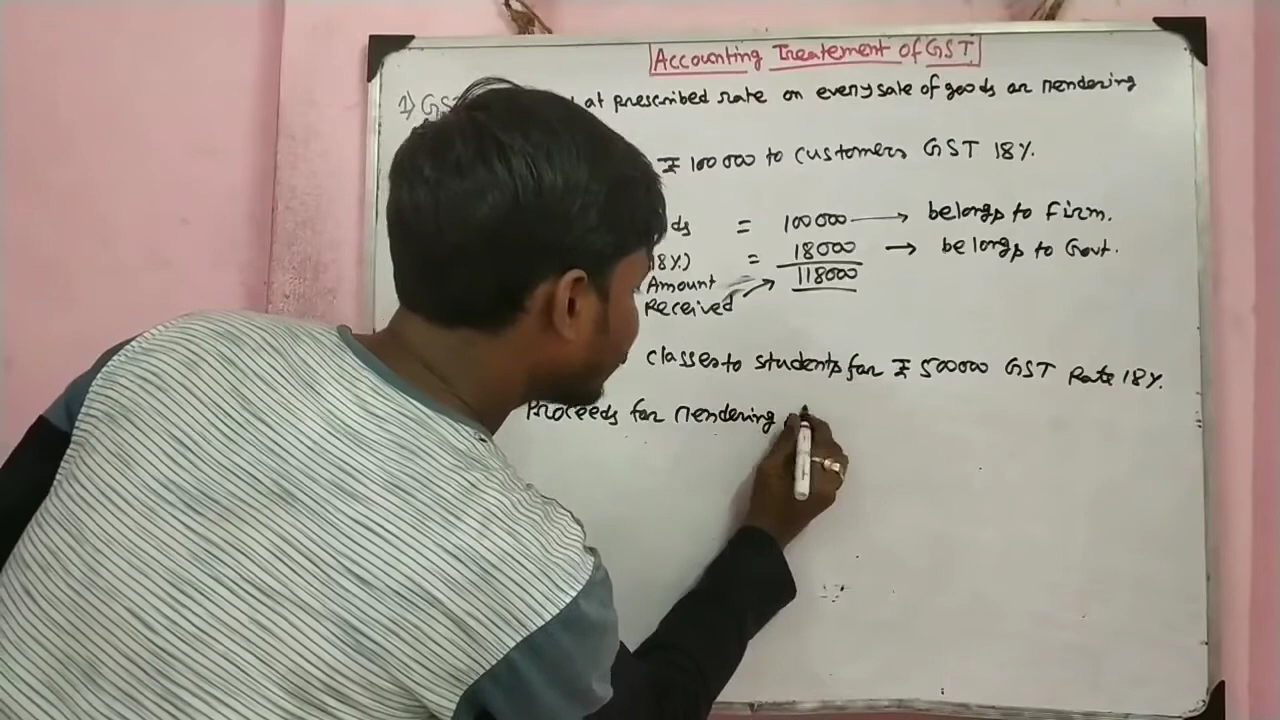 Accounting Treatement of GST
1) GST at prescribed rate on every sale of goods or rendering
₹ 100000 to customers GST 18%.
ds = 100000 → belongs to Firm.
18%) = 18000 → belongs to Govt.
Amount 118000
Received →
classes to students for ₹ 500000 GST Rate 18%.
Proceeds for rendering